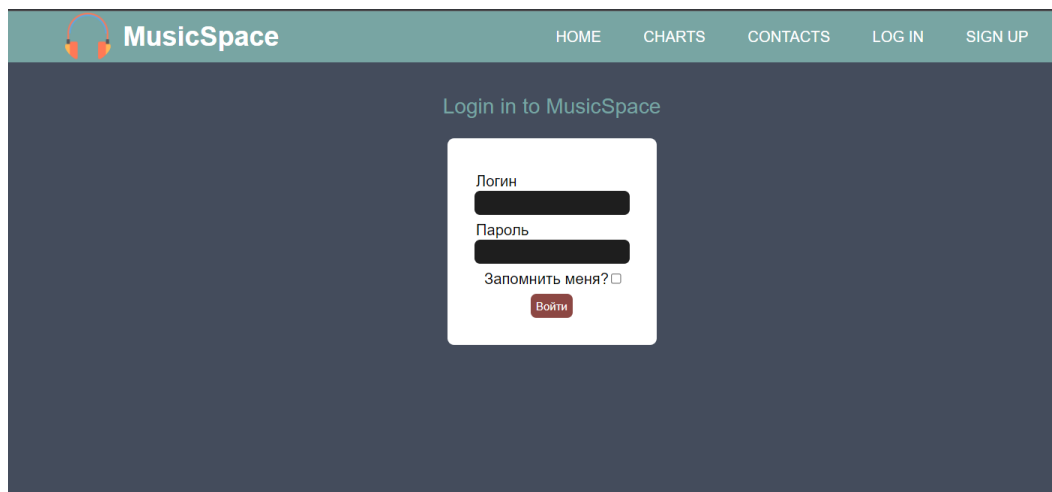 MusicSpace HOME CHARTS CONTACTS LOG IN SIGN UP
Login in to MusicSpace
Логин
Пароль
Запомнить меня?
Войти